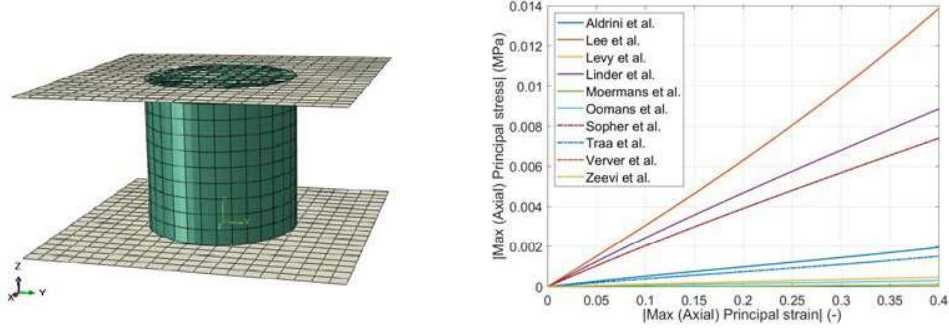 Z
X
Y
0.014
0.012
0.01
0.008
0.006
0.004
0.002
0
|Max (Axial) Principal stress| (MPa)
Aldrini et al.
Lee et al.
Levy et al.
Linder et al.
Moermans et al.
Oomans et al.
Sopher et al.
Traa et al.
Verver et al.
Zeevi et al.
0 0.05 0.1 0.15 0.2 0.25 0.3 0.35 0.4
|Max (Axial) Principal strain| (-)